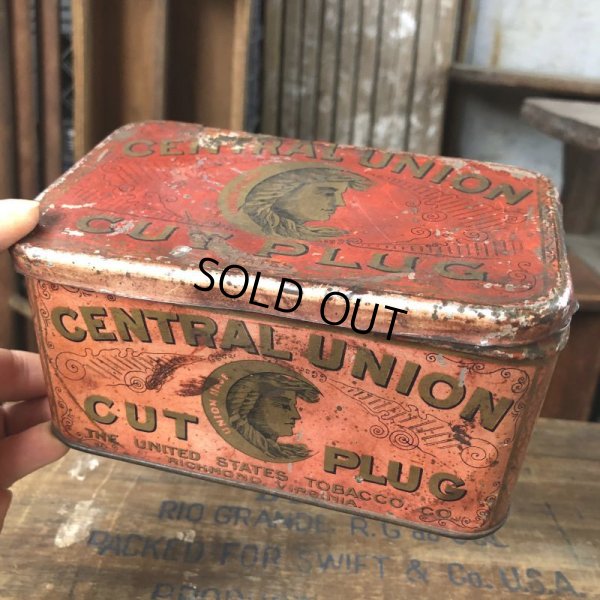 CENTRAL UNION
CUT PLUG
SOLD OUT
CENTRAL UNION
CUT PLUG
THE UNITED STATES TOBACCO. CO.
RICHMOND, VIRGINIA.
RIO GRANDE, R.G
PACKED FOR SWIFT & Co. U.S.A.